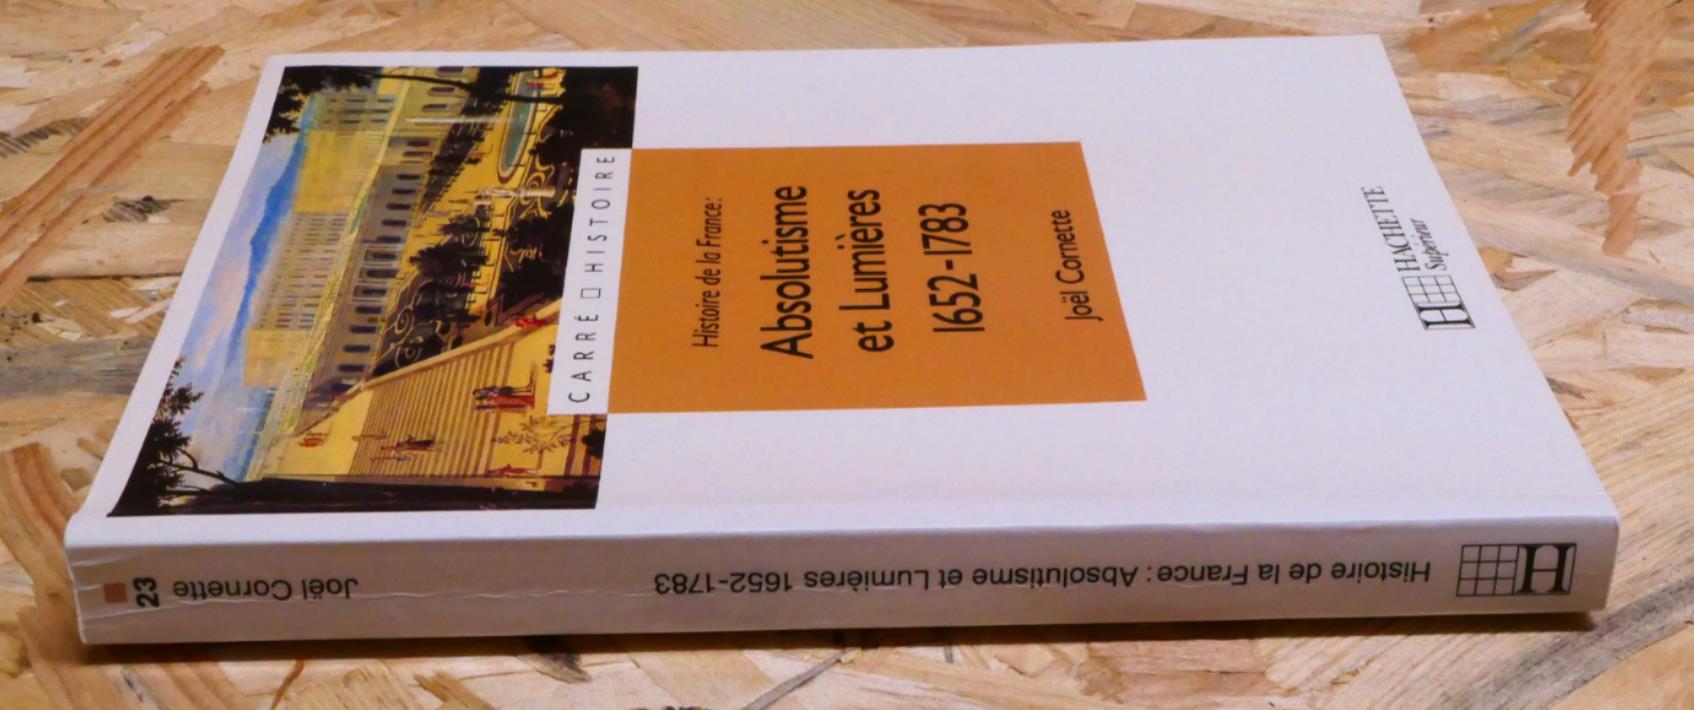 CARRÉ □ HISTOIRE
Histoire de la France :
Absolutisme
et Lumières
1652-1783
Joël Cornette
H
HACHETTE
Supérieur
H
Histoire de la France : Absolutisme et Lumières 1652-1783
Joël Cornette
23